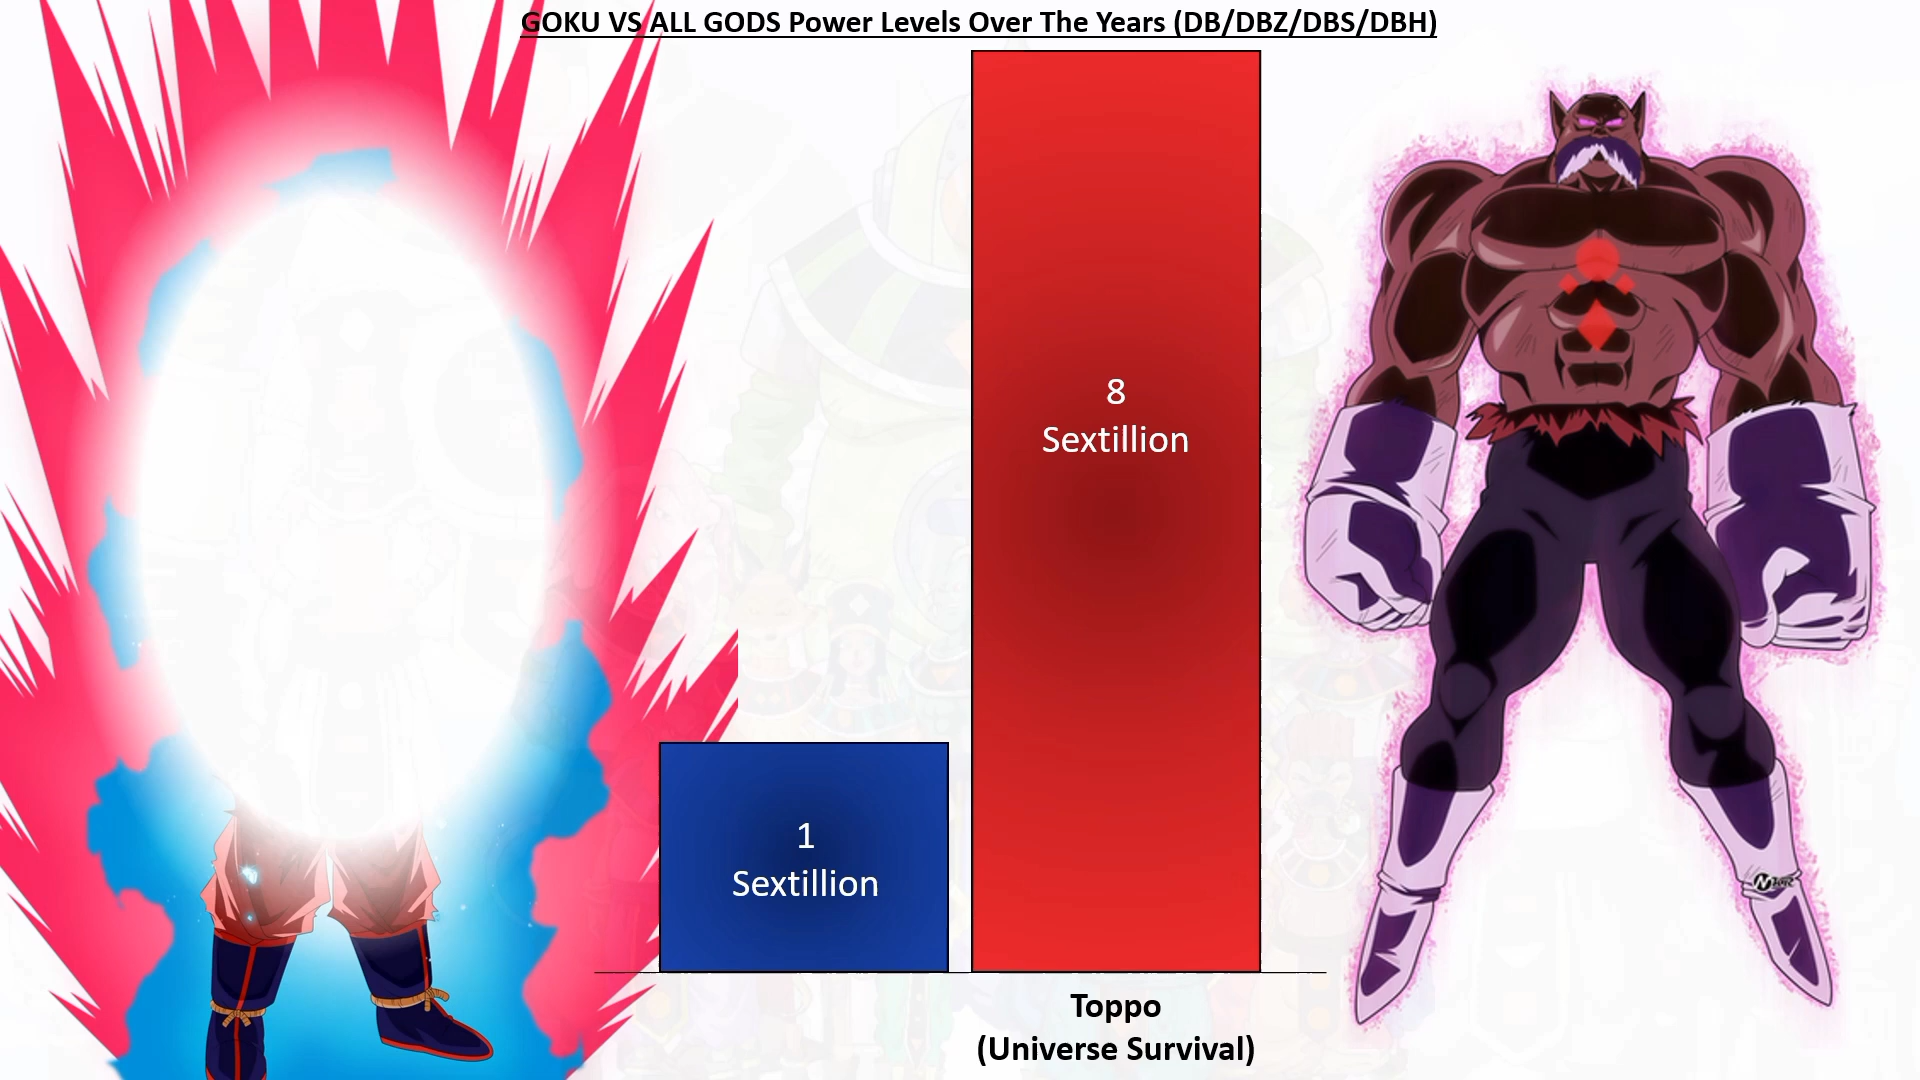 GOKU VS ALL GODS Power Levels Over The Years (DB/DBZ/DBS/DBH)
8
Sextillion
1
Sextillion
Toppo
(Universe Survival)